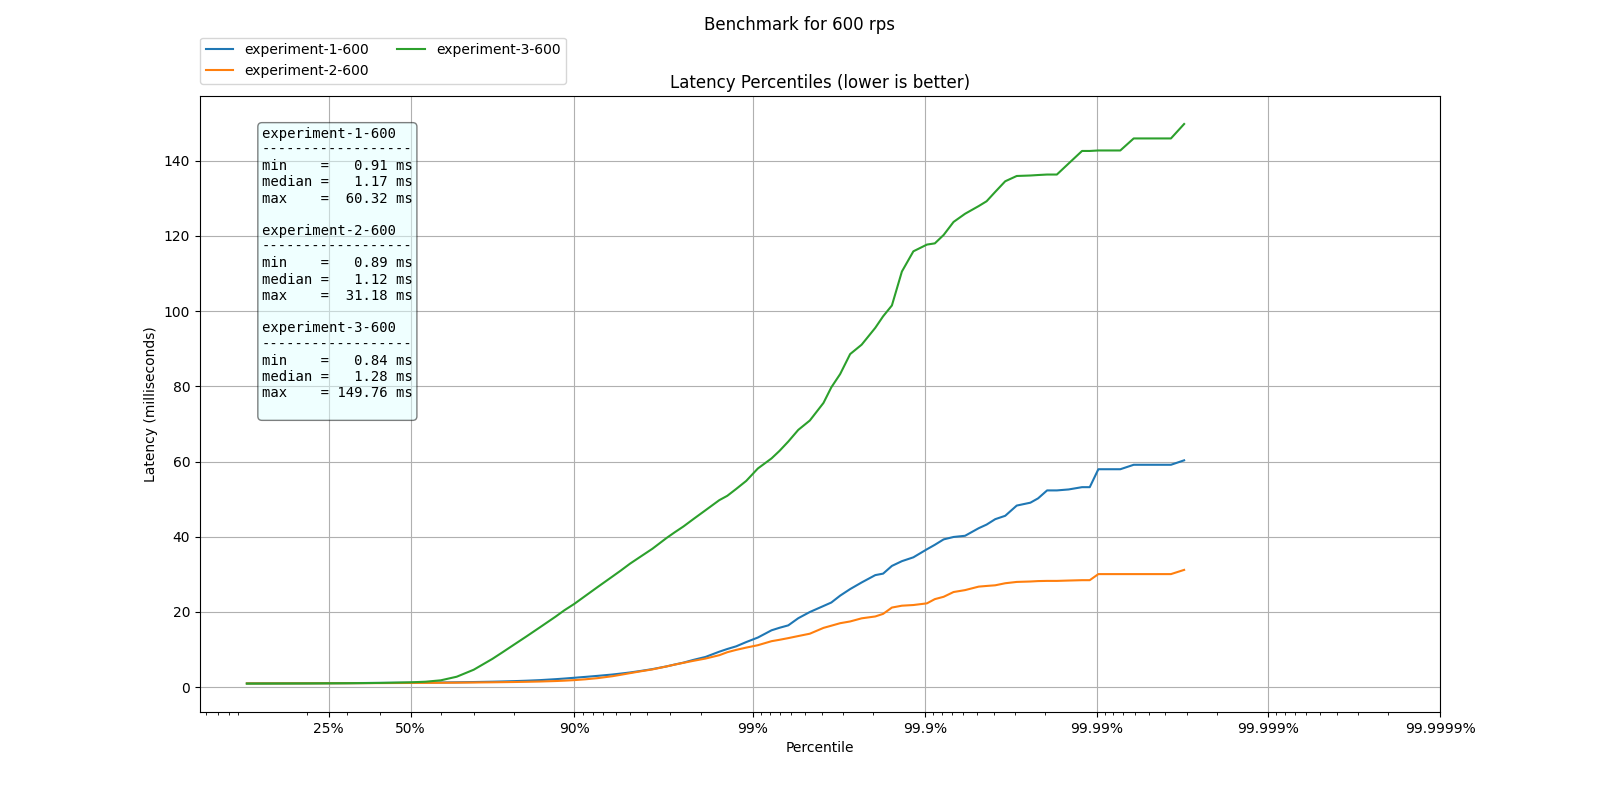 Benchmark for 600 rps
experiment-1-600
experiment-2-600
experiment-3-600
Latency Percentiles (lower is better)
experiment-1-600
------------------
min    =   0.91 ms
median =   1.17 ms
max    =  60.32 ms
experiment-2-600
------------------
min    =   0.89 ms
median =   1.12 ms
max    =  31.18 ms
experiment-3-600
------------------
min    =   0.84 ms
median =   1.28 ms
max    = 149.76 ms
Latency (milliseconds)
140
120
100
80
60
40
20
0
25% 50% 90% 99% 99.9% 99.99% 99.999% 99.9999%
Percentile